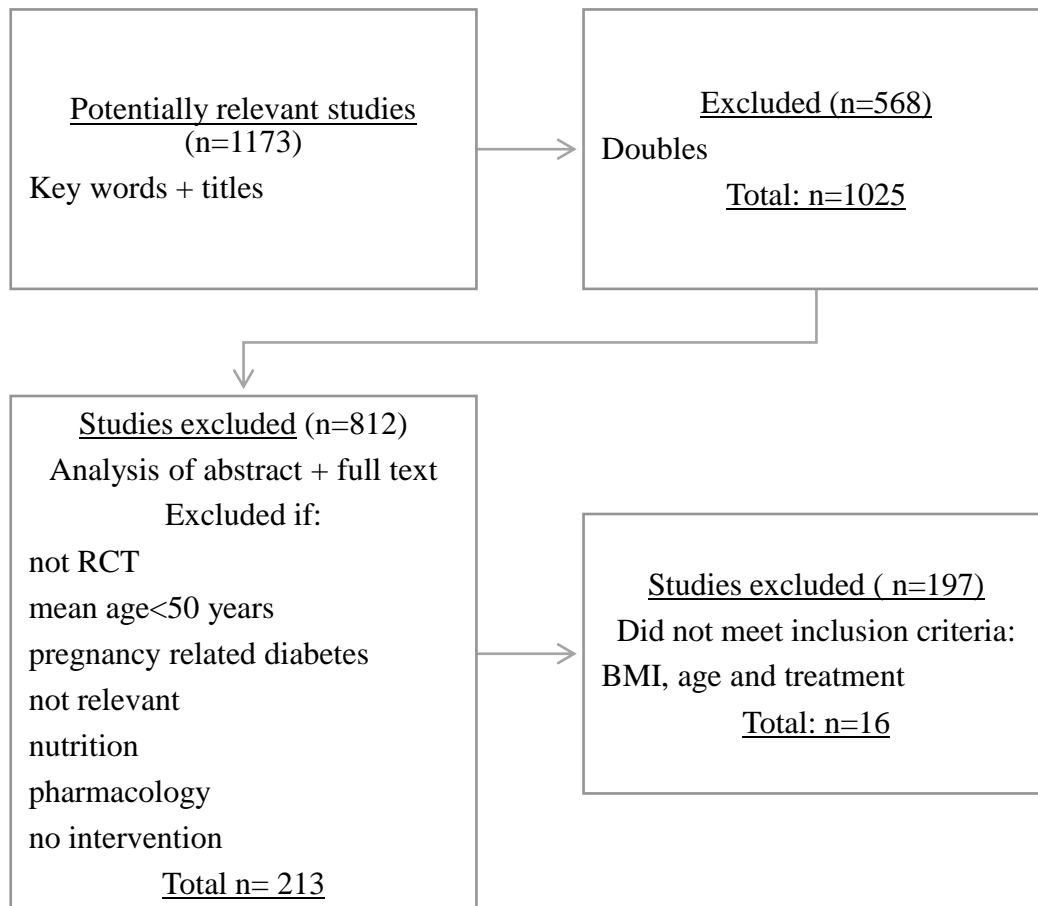 Potentially relevant studies
(n=1173)
Key words + titles
Excluded (n=568)
Doubles
Total: n=1025
Studies excluded (n=812)
Analysis of abstract + full text
Excluded if:
not RCT
mean age<50 years
pregnancy related diabetes
not relevant
nutrition
pharmacology
no intervention
Total n= 213
Studies excluded ( n=197)
Did not meet inclusion criteria:
BMI, age and treatment
Total: n=16